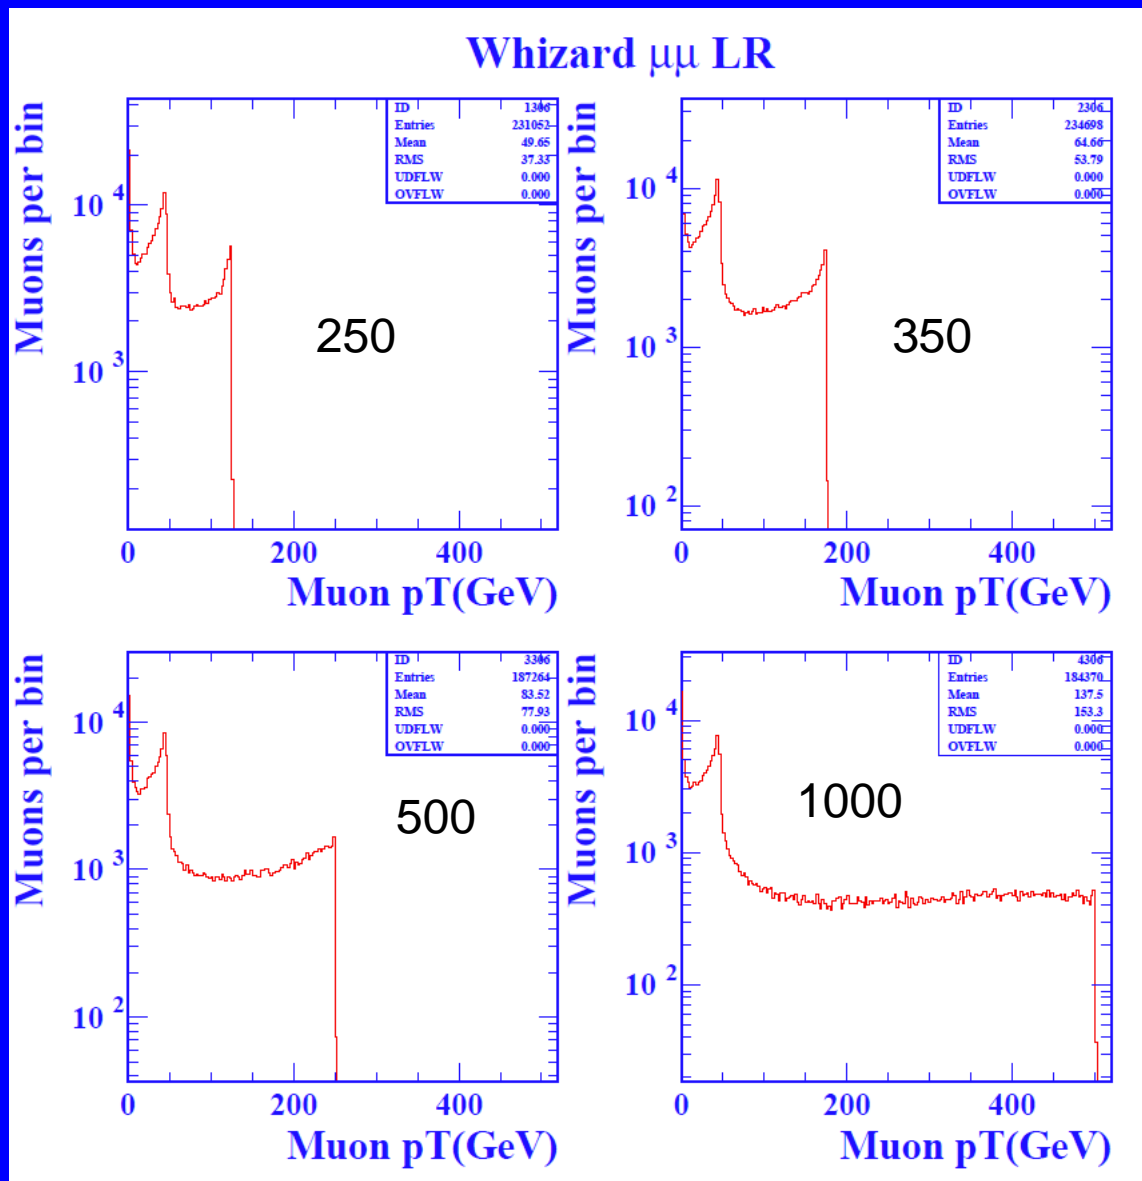 Whizard μμ LR
Muons per bin
ID 1306
Entries 231052
Mean 49.65
RMS 37.33
UDFLW 0.000
OVFLW 0.000
10 4
10 3
250
0 200 400
Muon pT(GeV)
Muons per bin
ID 2306
Entries 234698
Mean 64.66
RMS 53.79
UDFLW 0.000
OVFLW 0.000
10 4
10 3
10 2
350
0 200 400
Muon pT(GeV)
Muons per bin
ID 3306
Entries 187264
Mean 83.52
RMS 77.93
UDFLW 0.000
OVFLW 0.000
10 4
10 3
10 2
500
0 200 400
Muon pT(GeV)
Muons per bin
ID 4306
Entries 184370
Mean 137.5
RMS 153.3
UDFLW 0.000
OVFLW 0.000
10 4
10 3
10 2
1000
0 200 400
Muon pT(GeV)